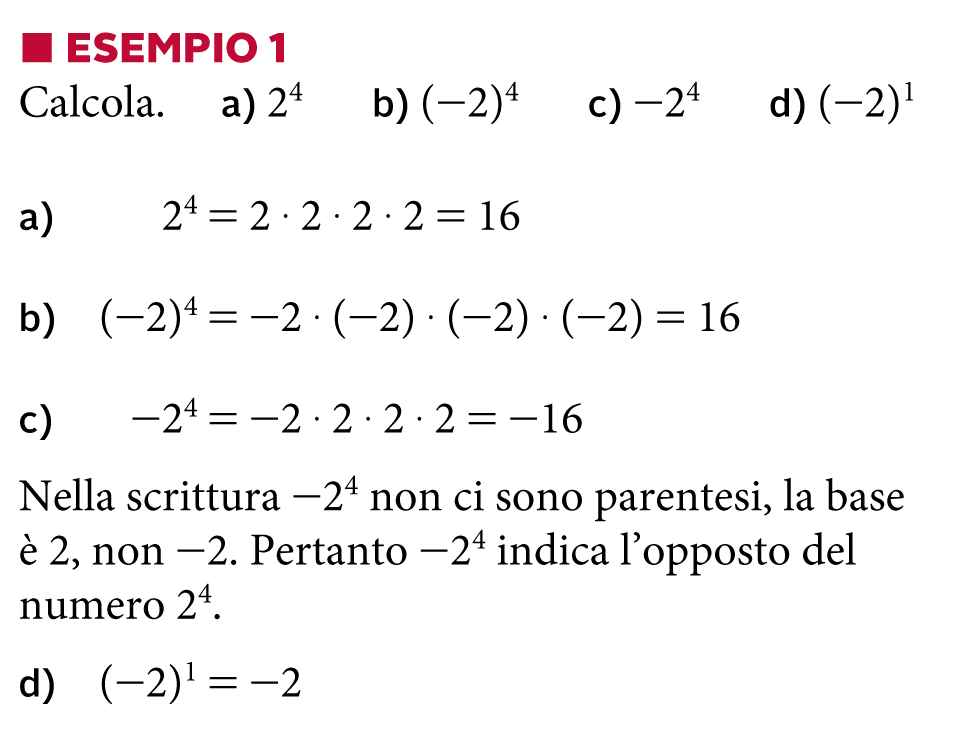 ■ ESEMPIO 1
Calcola. a) 2⁴ b) (−2)⁴ c) −2⁴ d) (−2)¹
a) 2⁴ = 2 · 2 · 2 · 2 = 16
b) (−2)⁴ = −2 · (−2) · (−2) · (−2) = 16
c) −2⁴ = −2 · 2 · 2 · 2 = −16
Nella scrittura −2⁴ non ci sono parentesi, la base
è 2, non −2. Pertanto −2⁴ indica l’opposto del
numero 2⁴.
d) (−2)¹ = −2